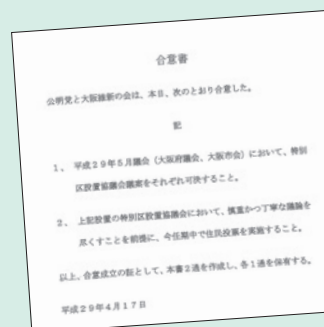 合意書
公明党と大阪維新の会は、本日、次のとおり合意した。
記
1、 平成29年5月議会（大阪府議会、大阪市会）において、特別
区設置協議会議案をそれぞれ可決すること。
2、 上記設置の特別区設置協議会において、慎重かつ丁寧な議論を
尽くすことを前提に、今任期中で住民投票を実施すること。
以上、合意成立の証として、本書2通を作成し、各1通を保有する。
平成29年4月17日